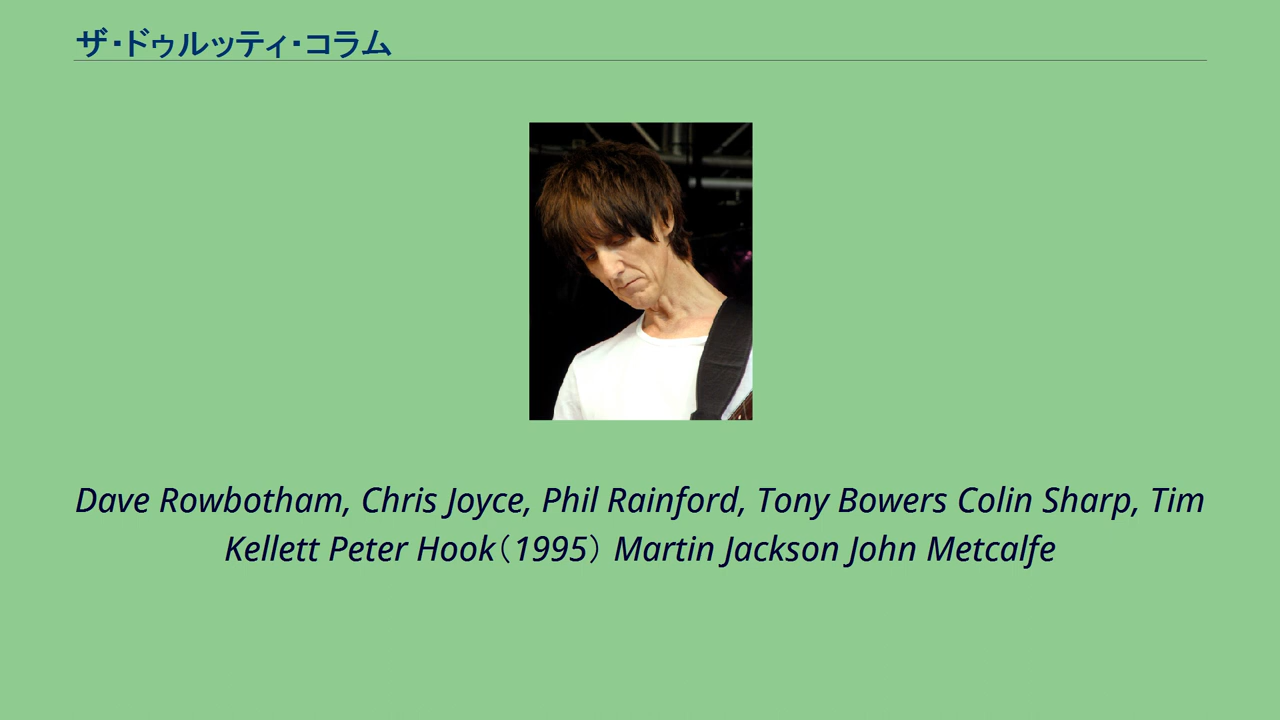 ザ・ドゥルッティ・コラム
Dave Rowbotham, Chris Joyce, Phil Rainford, Tony Bowers Colin Sharp, Tim
Kellett Peter Hook（1995） Martin Jackson John Metcalfe